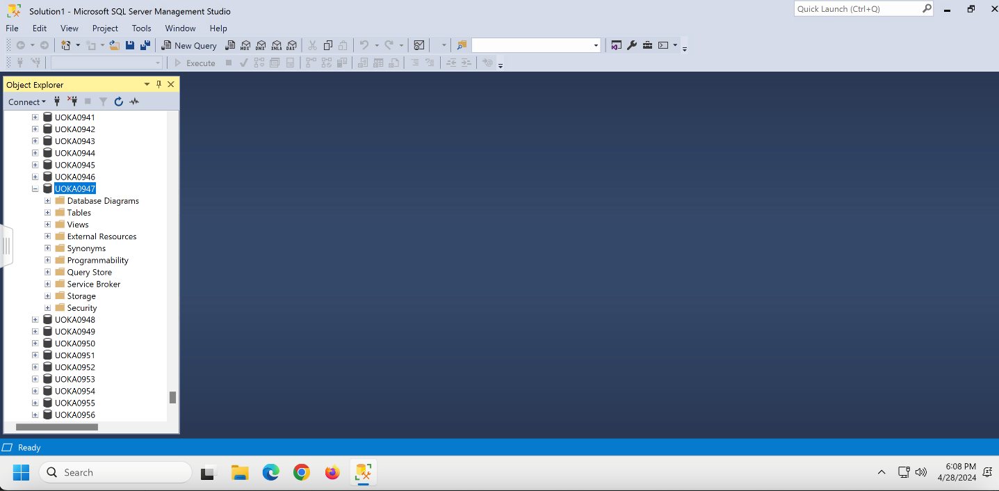 Solution1 - Microsoft SQL Server Management Studio
Quick Launch (Ctrl+Q)
File Edit View Project Tools Window Help
New Query MDX DMX XMLA DAX
Execute
Object Explorer
Connect
UOKA0941
UOKA0942
UOKA0943
UOKA0944
UOKA0945
UOKA0946
UOKA0947
Database Diagrams
Tables
Views
External Resources
Synonyms
Programmability
Query Store
Service Broker
Storage
Security
UOKA0948
UOKA0949
UOKA0950
UOKA0951
UOKA0952
UOKA0953
UOKA0954
UOKA0955
UOKA0956
Ready
Search
6:08 PM
4/28/2024